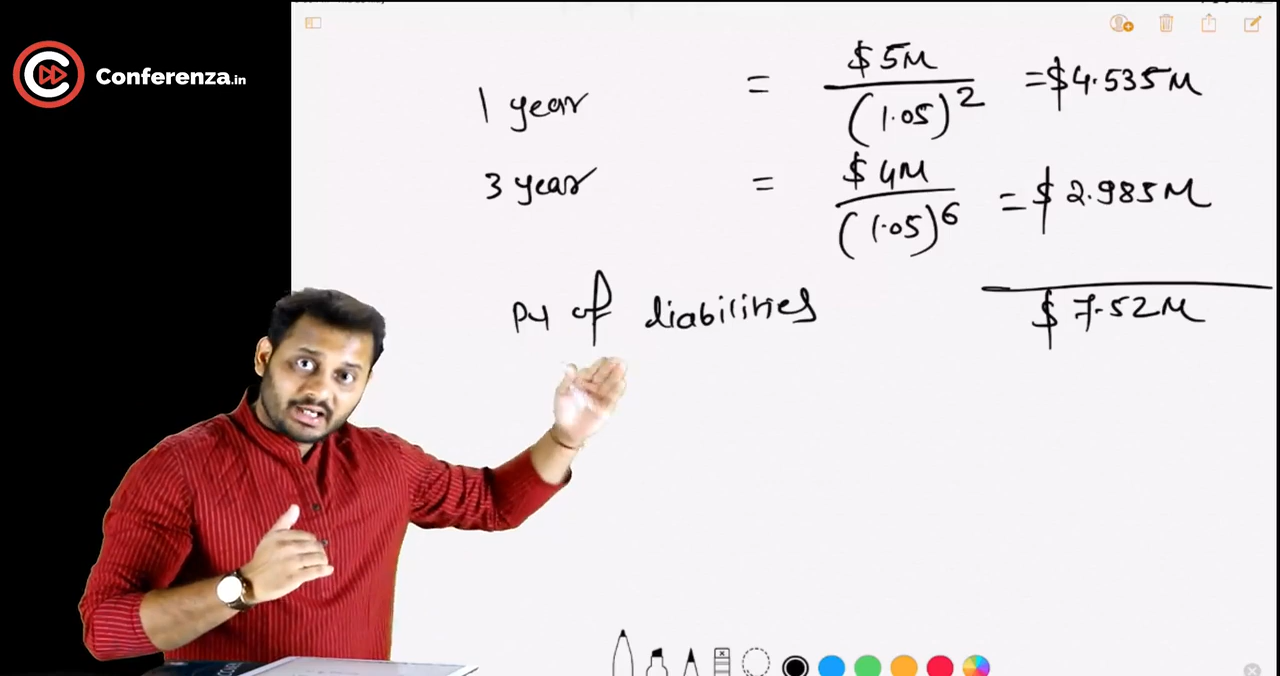 Conferenza.in
1 year = $5M / (1.05)^2 = $4.535M
3 year = $4M / (1.05)^6 = $2.985M
PV of liabilities $7.52M